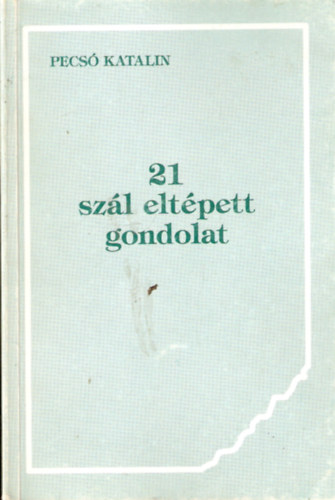 PECSÓ KATALIN
21
szál eltépett
gondolat